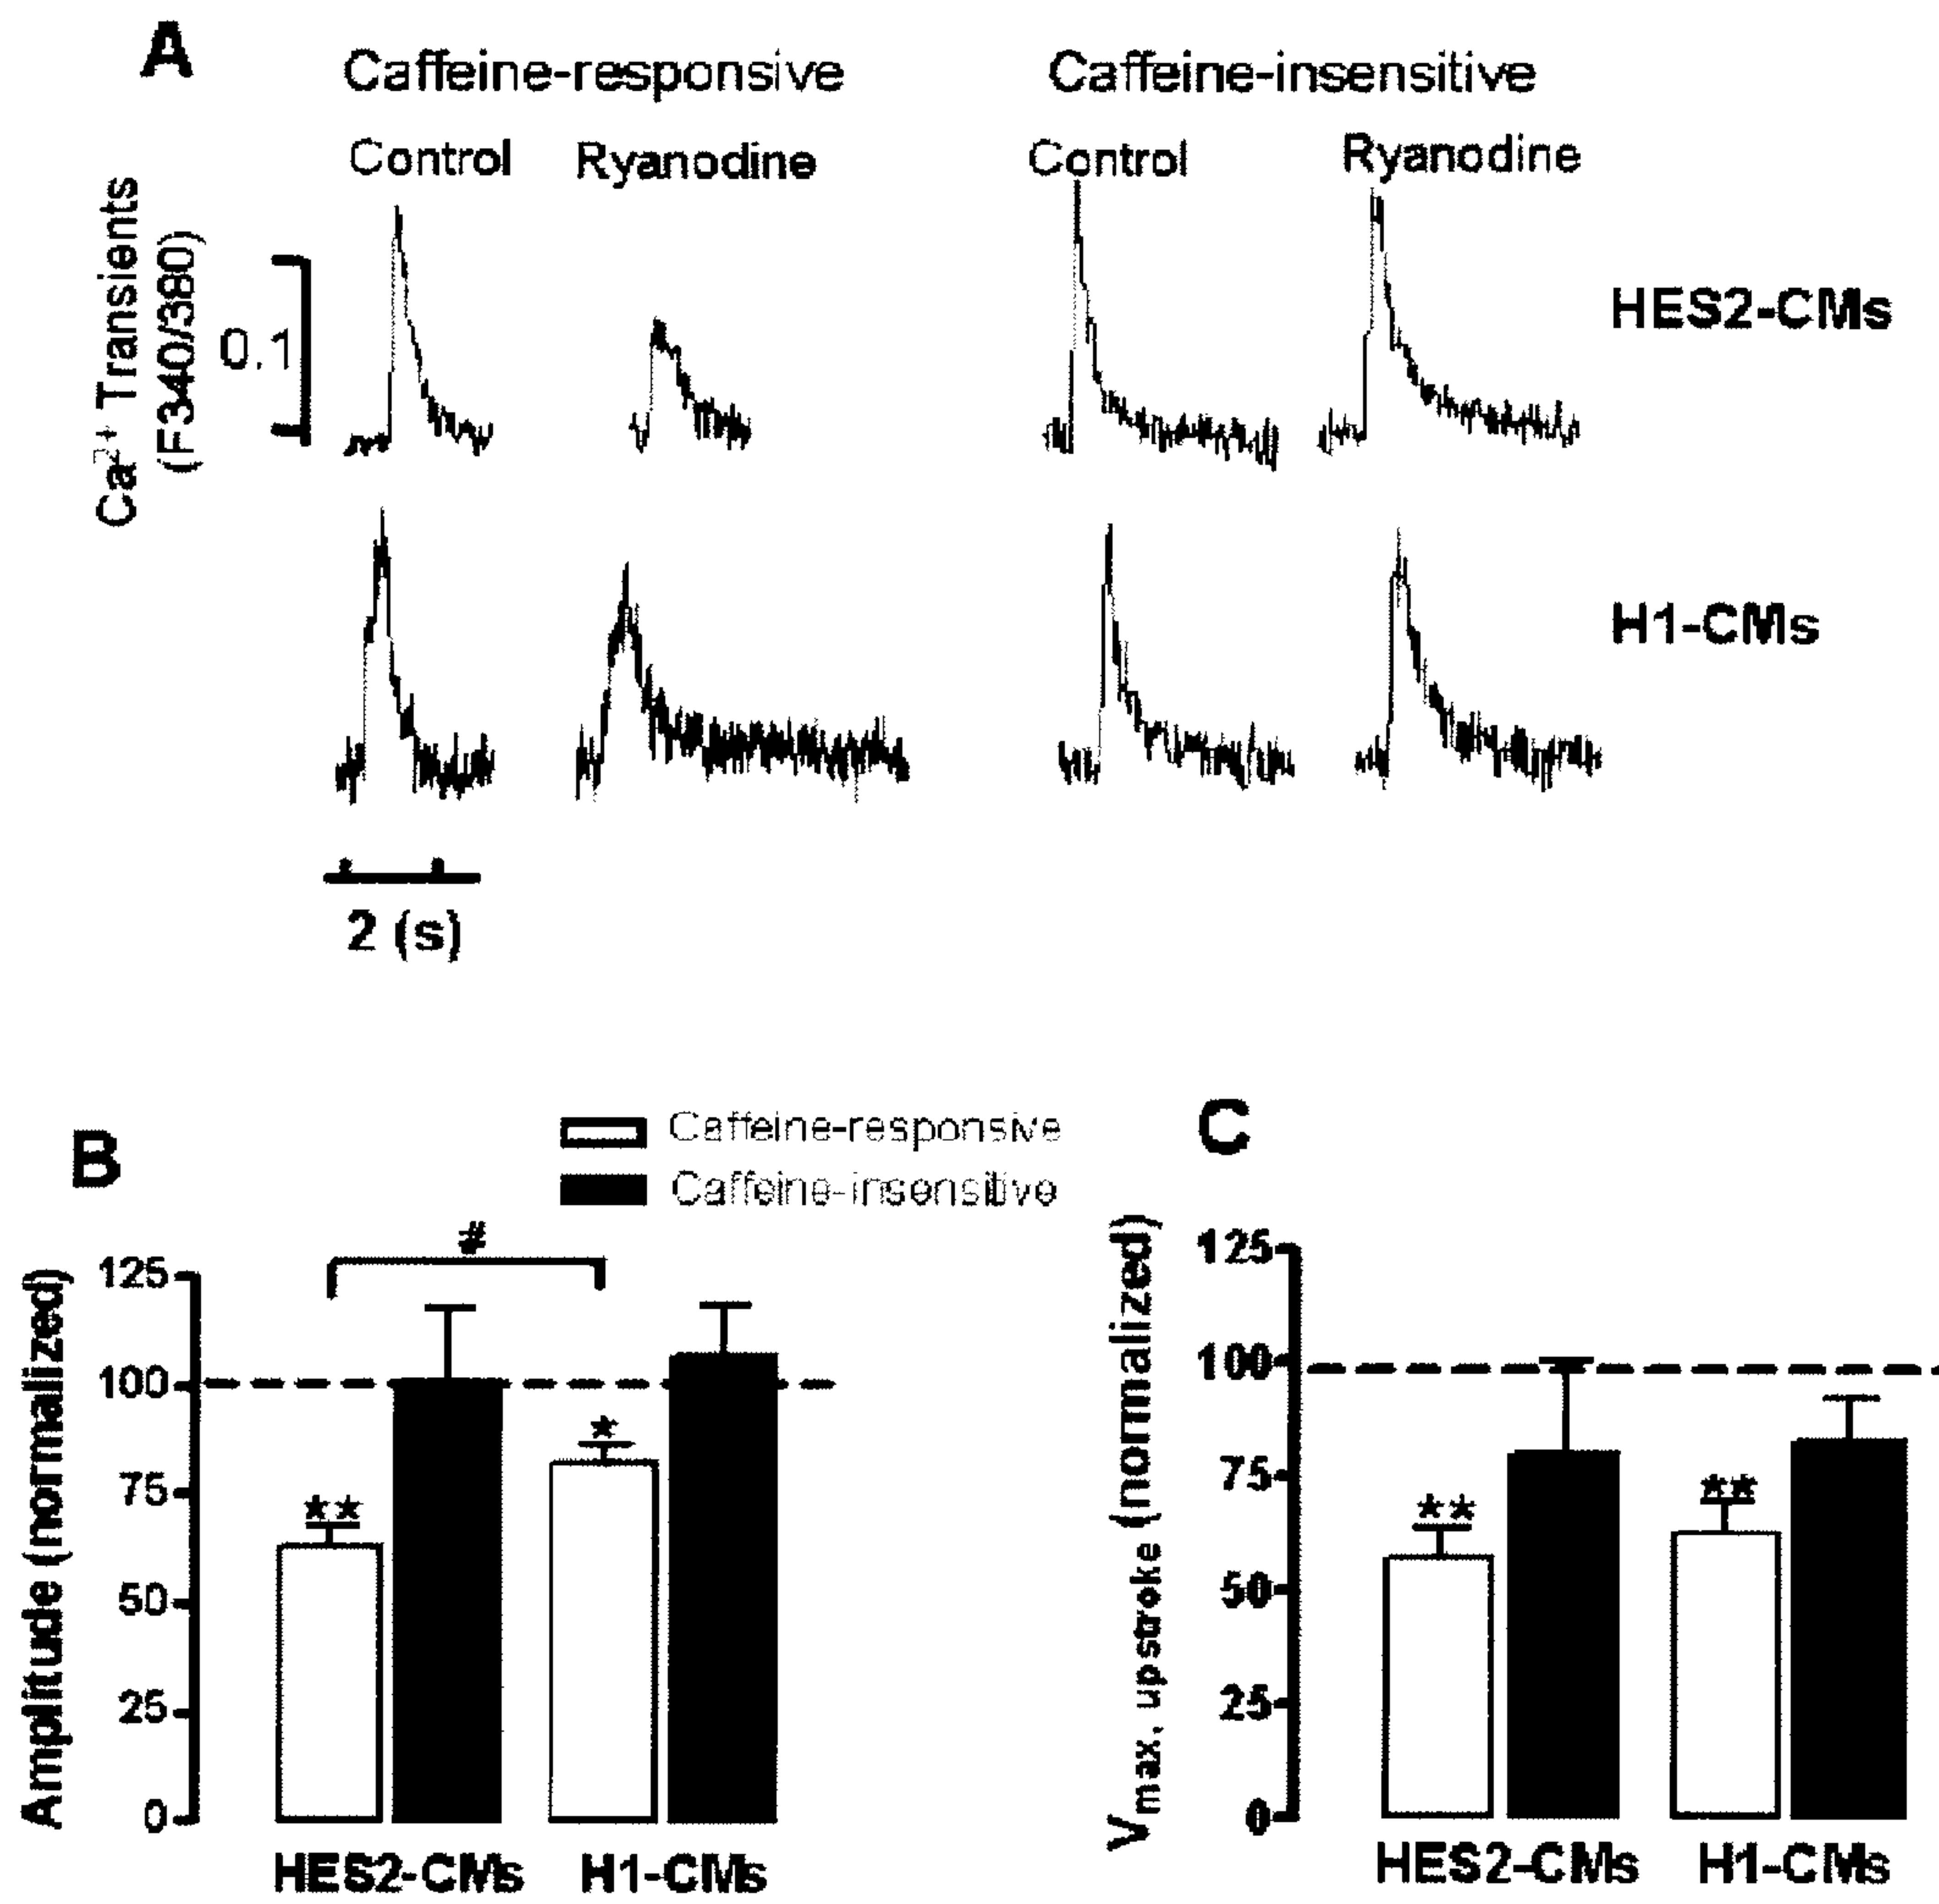 A
Caffeine-responsive
Caffeine-insensitive
Control
Ryanodine
Control
Ryanodine
Ca2+ Transients
(F340/380)
0.1
HES2-CMs
H1-CMs
2 (s)
B
Caffeine-responsive
Caffeine-insensitive
#
Amplitude (normalized)
125
100
75
50
25
0
**
*
HES2-CMs
H1-CMs
C
Vmax, upstroke (normalized)
125
100
75
50
25
0
**
**
HES2-CMs
H1-CMs